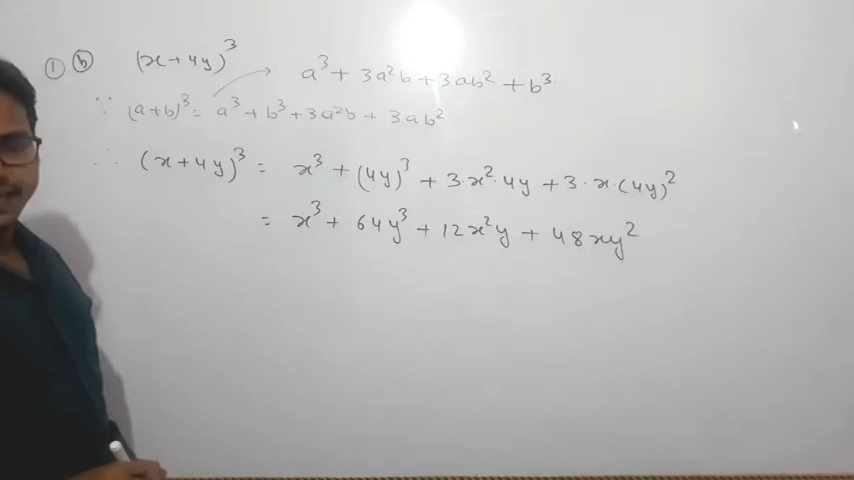 ① ⓑ (x+4y)³ a³ + 3a²b + 3ab² + b³.
∵ (a+b)³ = a³ + b³ + 3a²b + 3ab²
∴ (x+4y)³ = x³ + (4y)³ + 3·x²·4y + 3·x·(4y)²
= x³ + 64y³ + 12x²y + 48xy²